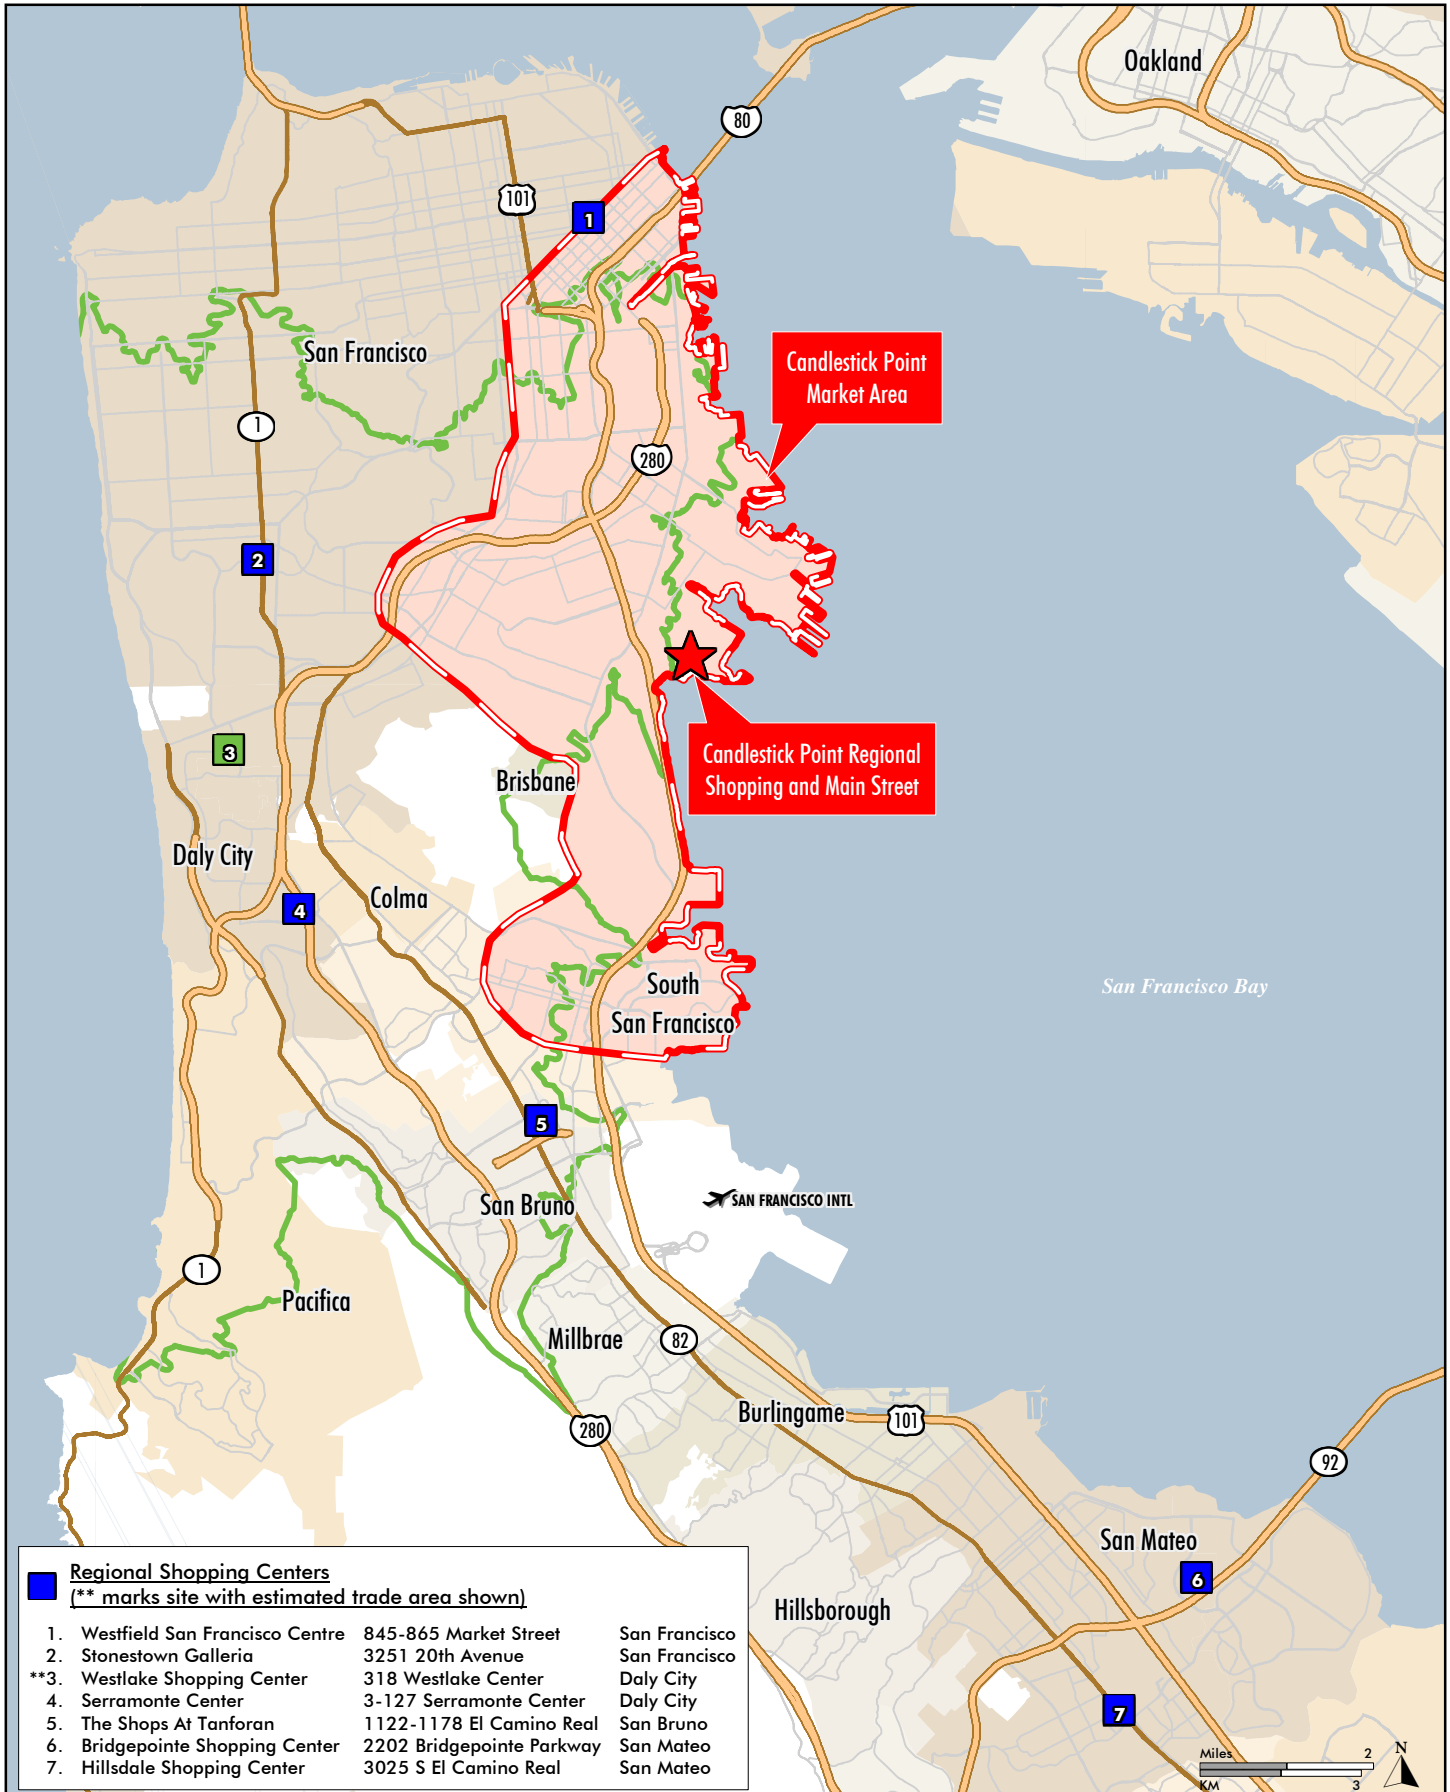 Oakland
80
101
1
San Francisco
Candlestick Point
Market Area
1
280
2
3
Candlestick Point Regional
Shopping and Main Street
Brisbane
Daly City
Colma
4
South
San Francisco
San Francisco Bay
5
San Bruno
SAN FRANCISCO INTL
1
Pacifica
Millbrae
82
Burlingame
101
280
92
San Mateo
6
Hillsborough
7
Regional Shopping Centers
(** marks site with estimated trade area shown)
1. Westfield San Francisco Centre 845-865 Market Street San Francisco
2. Stonestown Galleria 3251 20th Avenue San Francisco
**3. Westlake Shopping Center 318 Westlake Center Daly City
4. Serramonte Center 3-127 Serramonte Center Daly City
5. The Shops At Tanforan 1122-1178 El Camino Real San Bruno
6. Bridgepointe Shopping Center 2202 Bridgepointe Parkway San Mateo
7. Hillsdale Shopping Center 3025 S El Camino Real San Mateo
Miles 2
KM 3
N